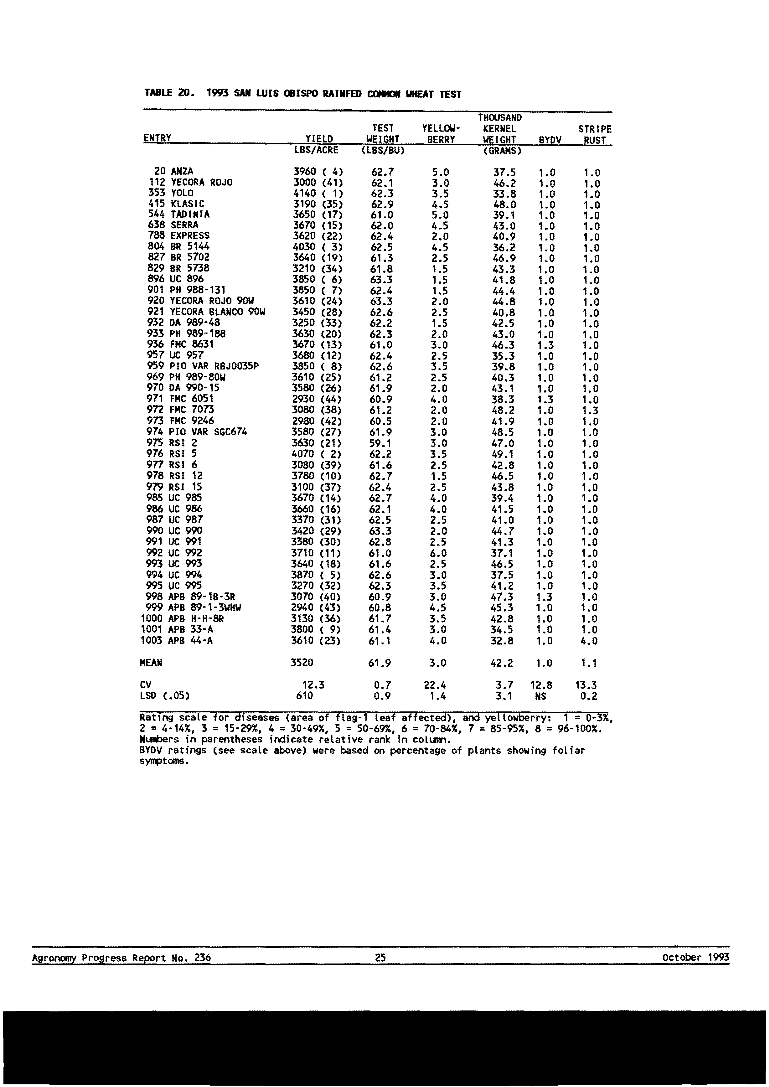 TABLE 20. 1993 SAN LUIS OBISPO RAINFED COMMON WHEAT TEST
THOUSAND
TEST YELLOW- KERNEL STRIPE
ENTRY YIELD WEIGHT BERRY WEIGHT BYDV RUST
LBS/ACRE (LBS/BU) (GRAMS)
20 ANZA 3960 ( 4) 62.7 5.0 37.5 1.0 1.0
112 YECORA ROJO 3000 (41) 62.1 3.0 46.2 1.0 1.0
353 YOLO 4140 ( 1) 62.3 3.5 33.8 1.0 1.0
415 KLASIC 3190 (35) 62.9 4.5 48.0 1.0 1.0
544 TADINIA 3650 (17) 61.0 5.0 39.1 1.0 1.0
638 SERRA 3670 (15) 62.0 4.5 43.0 1.0 1.0
788 EXPRESS 3620 (22) 62.4 2.0 40.9 1.0 1.0
804 BR 5144 4030 ( 3) 62.5 4.5 36.2 1.0 1.0
827 BR 5702 3640 (19) 61.3 2.5 46.9 1.0 1.0
829 BR 5738 3210 (34) 61.8 1.5 43.3 1.0 1.0
896 UC 896 3850 ( 6) 63.3 1.5 41.8 1.0 1.0
901 PH 988-131 3850 ( 7) 62.4 1.5 44.4 1.0 1.0
920 YECORA ROJO 90W 3610 (24) 63.3 2.0 44.8 1.0 1.0
921 YECORA BLANCO 90W 3450 (28) 62.6 2.5 40.8 1.0 1.0
932 DA 989-48 3250 (33) 62.2 1.5 42.5 1.0 1.0
933 PH 989-188 3630 (20) 62.3 2.0 43.0 1.0 1.0
936 FMC 8631 3670 (13) 61.0 3.0 46.3 1.3 1.0
957 UC 957 3680 (12) 62.4 2.5 35.3 1.0 1.0
959 PIO VAR RBJ0035P 3850 ( 8) 62.6 3.5 39.8 1.0 1.0
969 PH 989-80W 3610 (25) 61.2 2.5 40.3 1.0 1.0
970 DA 990-15 3580 (26) 61.9 2.0 43.1 1.0 1.0
971 FMC 6051 2930 (44) 60.9 4.0 38.3 1.3 1.0
972 FMC 7073 3080 (38) 61.2 2.0 48.2 1.0 1.3
973 FMC 9246 2980 (42) 60.5 2.0 41.9 1.0 1.0
974 PIO VAR SGC674 3580 (27) 61.9 3.0 48.5 1.0 1.0
975 RSI 2 3630 (21) 59.1 3.0 47.0 1.0 1.0
976 RSI 5 4070 ( 2) 62.2 3.5 49.1 1.0 1.0
977 RSI 6 3080 (39) 61.6 2.5 42.8 1.0 1.0
978 RSI 12 3780 (10) 62.7 1.5 46.5 1.0 1.0
979 RSI 15 3100 (37) 62.4 2.5 43.8 1.0 1.0
985 UC 985 3670 (14) 62.7 4.0 39.4 1.0 1.0
986 UC 986 3660 (16) 62.1 4.0 41.5 1.0 1.0
987 UC 987 3370 (31) 62.5 2.5 41.0 1.0 1.0
990 UC 990 3420 (29) 63.3 2.0 44.7 1.0 1.0
991 UC 991 3380 (30) 62.8 2.5 41.3 1.0 1.0
992 UC 992 3710 (11) 61.0 6.0 37.1 1.0 1.0
993 UC 993 3640 (18) 61.6 2.5 46.5 1.0 1.0
994 UC 994 3870 ( 5) 62.6 3.0 37.5 1.0 1.0
995 UC 995 3270 (32) 62.3 3.5 41.2 1.0 1.0
998 APB 89-18-3R 3070 (40) 60.9 3.0 47.3 1.3 1.0
999 APB 89-1-3WHW 2940 (43) 60.8 4.5 45.3 1.0 1.0
1000 APB H-H-8R 3130 (36) 61.7 3.5 42.8 1.0 1.0
1001 APB 33-A 3800 ( 9) 61.4 3.0 34.5 1.0 1.0
1003 APB 44-A 3610 (23) 61.1 4.0 32.8 1.0 4.0
MEAN 3520 61.9 3.0 42.2 1.0 1.1
CV 12.3 0.7 22.4 3.7 12.8 13.3
LSD (.05) 610 0.9 1.4 3.1 NS 0.2
Rating scale for diseases (area of flag-1 leaf affected), and yellowberry: 1 = 0-3%,
2 = 4-14%, 3 = 15-29%, 4 = 30-49%, 5 = 50-69%, 6 = 70-84%, 7 = 85-95%, 8 = 96-100%.
Numbers in parentheses indicate relative rank in column.
BYDV ratings (see scale above) were based on percentage of plants showing foliar
symptoms.
Agronomy Progress Report No. 236 25 October 1993